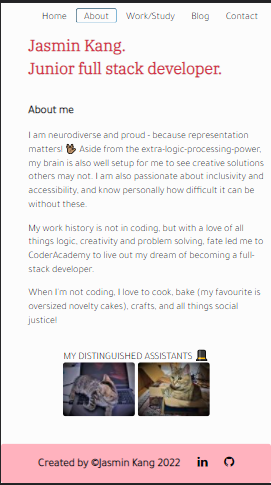 Home About Work/Study Blog Contact
Jasmin Kang.
Junior full stack developer.
About me
I am neurodiverse and proud - because representation
matters! Aside from the extra-logic-processing-power,
my brain is also well setup for me to see creative solutions
others may not. I am also passionate about inclusivity and
accessibility, and know personally how difficult it can be
without these.
My work history is not in coding, but with a love of all
things logic, creativity and problem solving, fate led me to
CoderAcademy to live out my dream of becoming a full-
stack developer.
When I'm not coding, I love to cook, bake (my favourite is
oversized novelty cakes), crafts, and all things social
justice!
MY DISTINGUISHED ASSISTANTS
Created by ©Jasmin Kang 2022 in